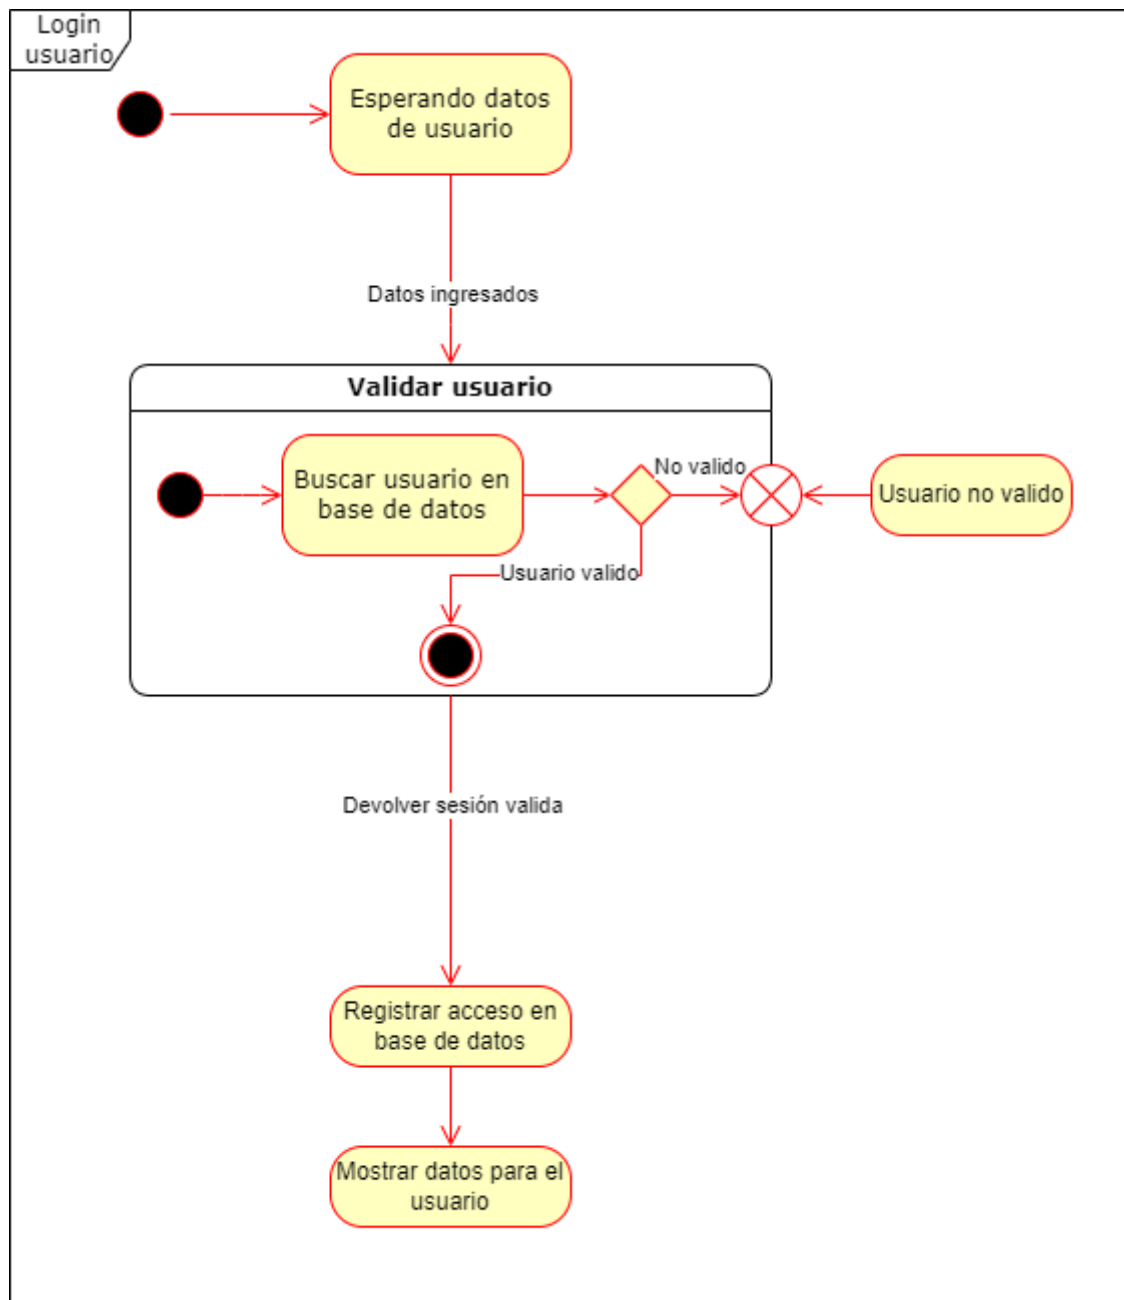 Login
usuario
Esperando datos
de usuario
Datos ingresados
Validar usuario
Buscar usuario en
base de datos
No valido
Usuario no valido
Usuario valido
Devolver sesión valida
Registrar acceso en
base de datos
Mostrar datos para el
usuario